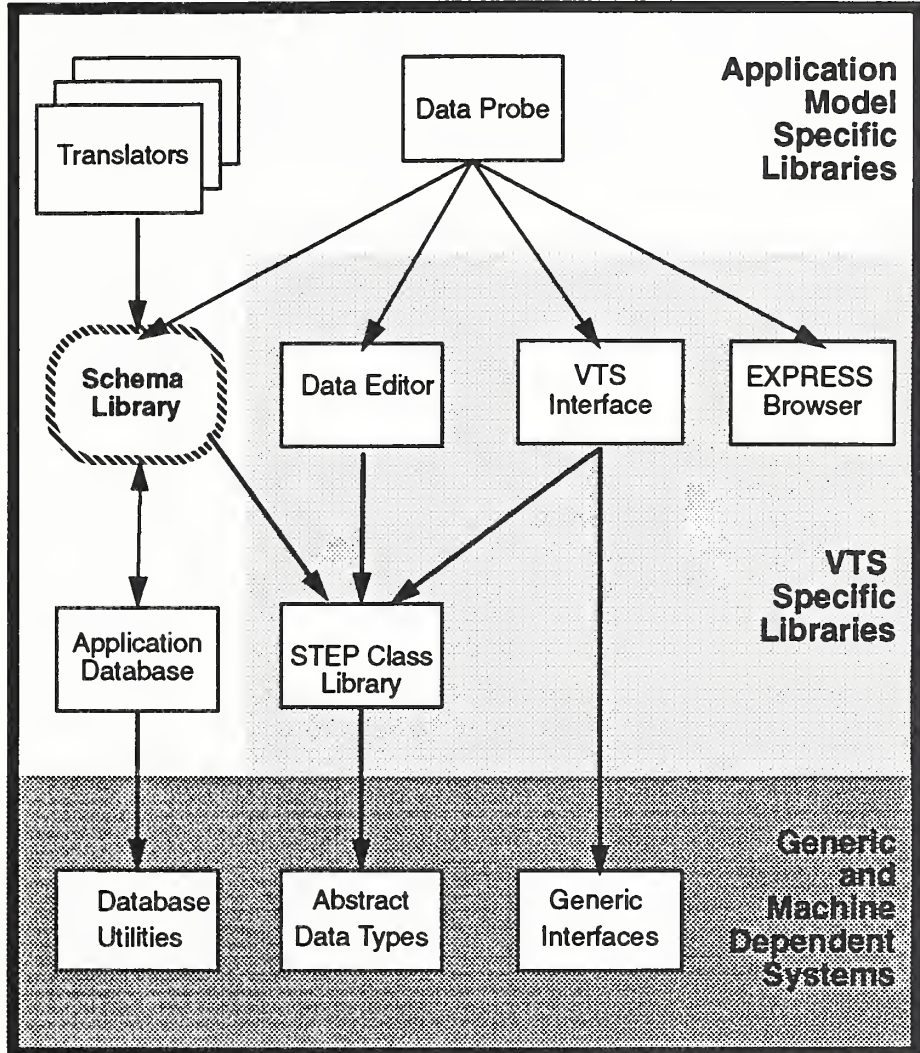 Application
Model
Specific
Libraries
Translators
Data Probe
Schema
Library
Data Editor
VTS
Interface
EXPRESS
Browser
VTS
Specific
Libraries
Application
Database
STEP Class
Library
Generic
and
Machine
Dependent
Systems
Database
Utilities
Abstract
Data Types
Generic
Interfaces